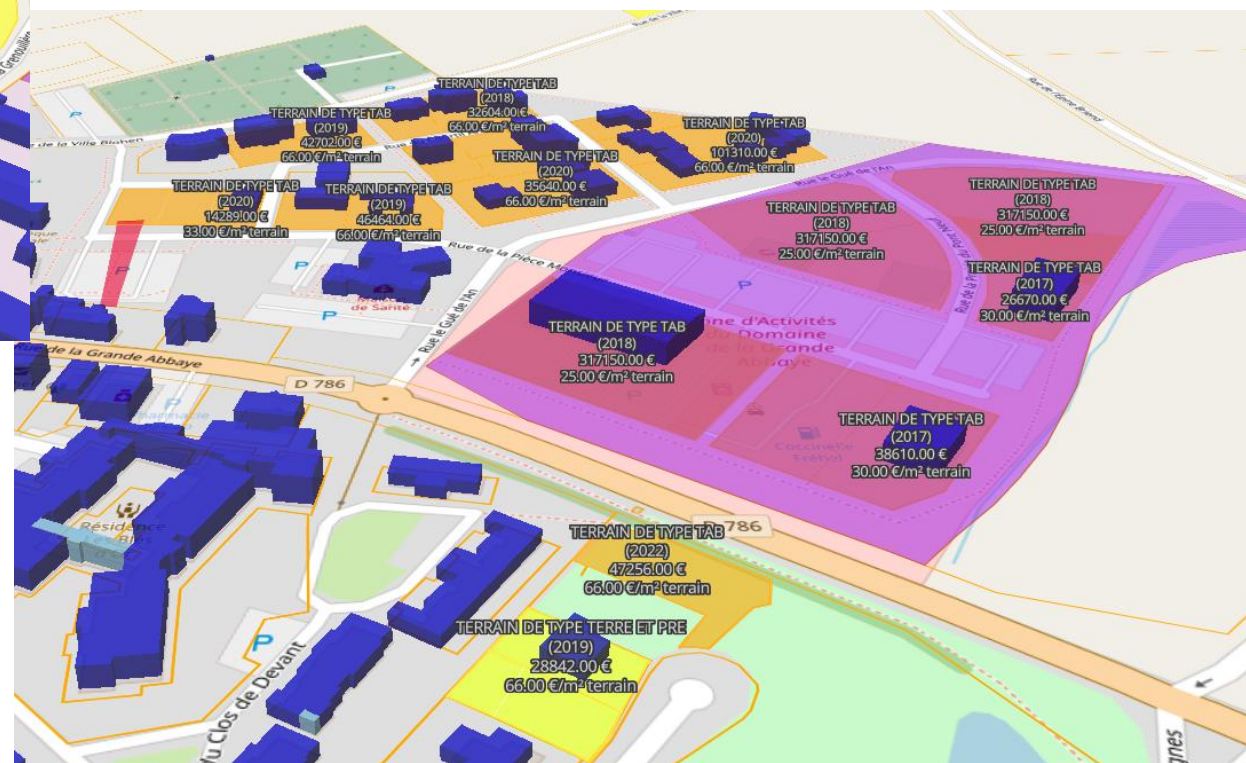 la Grenouillère
Rue de la Ville
TERRAIN DE TYPE TAB
(2018)
32604.00 €
66.00 €/m² terrain
TERRAIN DE TYPE TAB
(2019)
42702.00 €
66.00 €/m² terrain
TERRAIN DE TYPE TAB
(2020)
101310.00 €
66.00 €/m² terrain
TERRAIN DE TYPE TAB
(2020)
35640.00 €
66.00 €/m² terrain
TERRAIN DE TYPE TAB
(2020)
14289.00 €
33.00 €/m² terrain
TERRAIN DE TYPE TAB
(2019)
46464.00 €
66.00 €/m² terrain
Rue le Gué de l'An
TERRAIN DE TYPE TAB
(2018)
317150.00 €
25.00 €/m² terrain
TERRAIN DE TYPE TAB
(2018)
317150.00 €
25.00 €/m² terrain
TERRAIN DE TYPE TAB
(2017)
26670.00 €
30.00 €/m² terrain
Rue de la Pièce
P
P
P
P
de Santé
Rue le Gué de l'An
TERRAIN DE TYPE TAB
(2018)
317150.00 €
25.00 €/m² terrain
d'Activités
Domaine
de la Grande
Abbaye
Rue de la Grande Abbaye
D 786
P
TERRAIN DE TYPE TAB
(2017)
38610.00 €
30.00 €/m² terrain
Coccinelle
Résidence
D 786
TERRAIN DE TYPE TAB
(2022)
47256.00 €
66.00 €/m² terrain
TERRAIN DE TYPE TERRE ET PRE
(2019)
28842.00 €
66.00 €/m² terrain
P
du Clos de Devant